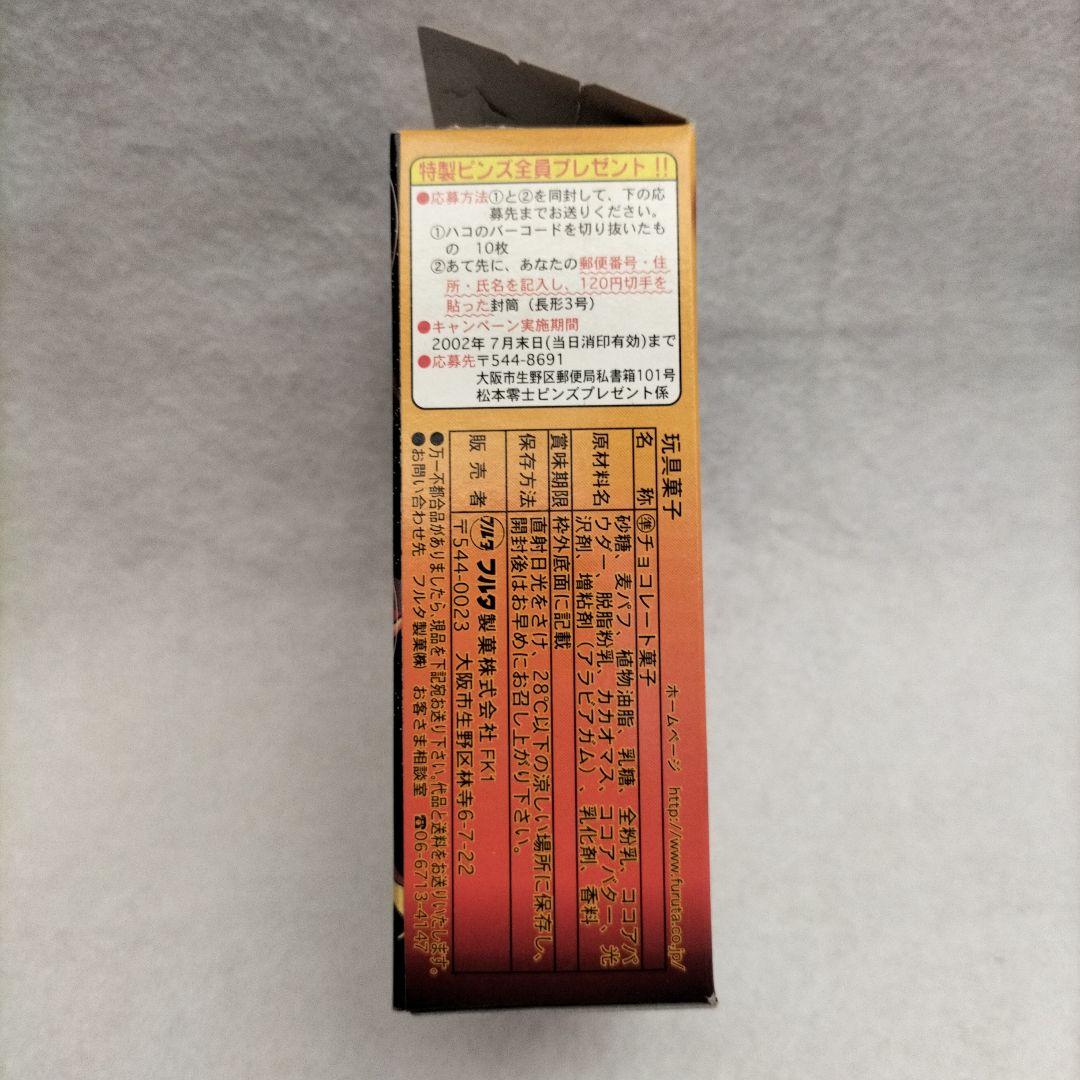 特製ピンズ全員プレゼント!!
●応募方法①と②を同封して、下の応
募先までお送りください。
①ハコのバーコードを切り抜いたも
の 10枚
②あて先に、あなたの郵便番号・住
所・氏名を記入し、120円切手を
貼った封筒(長形3号)
●キャンペーン実施期間
2002年7月末日(当日消印有効)まで
●応募先〒544-8691
大阪市生野区郵便局私書箱101号
松本零士ピンズプレゼント係
玩具菓子
ホームページ http://www.furuta.co.jp/
名称 準チョコレート菓子
原材料名 砂糖、麦パフ、植物油脂、乳糖、全粉乳、ココアパ
ウダー、脱脂粉乳、カカオマス、ココアバター、光
沢剤、増粘剤(アラビアガム)、乳化剤、香料
賞味期限 枠外底面に記載
保存方法 直射日光をさけ、28℃以下の涼しい場所に保存し、
開封後はお早めにお召し上がり下さい。
販売者 フルタ フルタ製菓株式会社 FK1
〒544-0023 大阪市生野区林寺6-7-22
●万一不都合品がありましたら、現品を下記宛お送り下さい。代品と送料をお送りいたします。
●お問い合わせ先 フルタ製菓㈱ お客さま相談室 ☎06-6713-4147